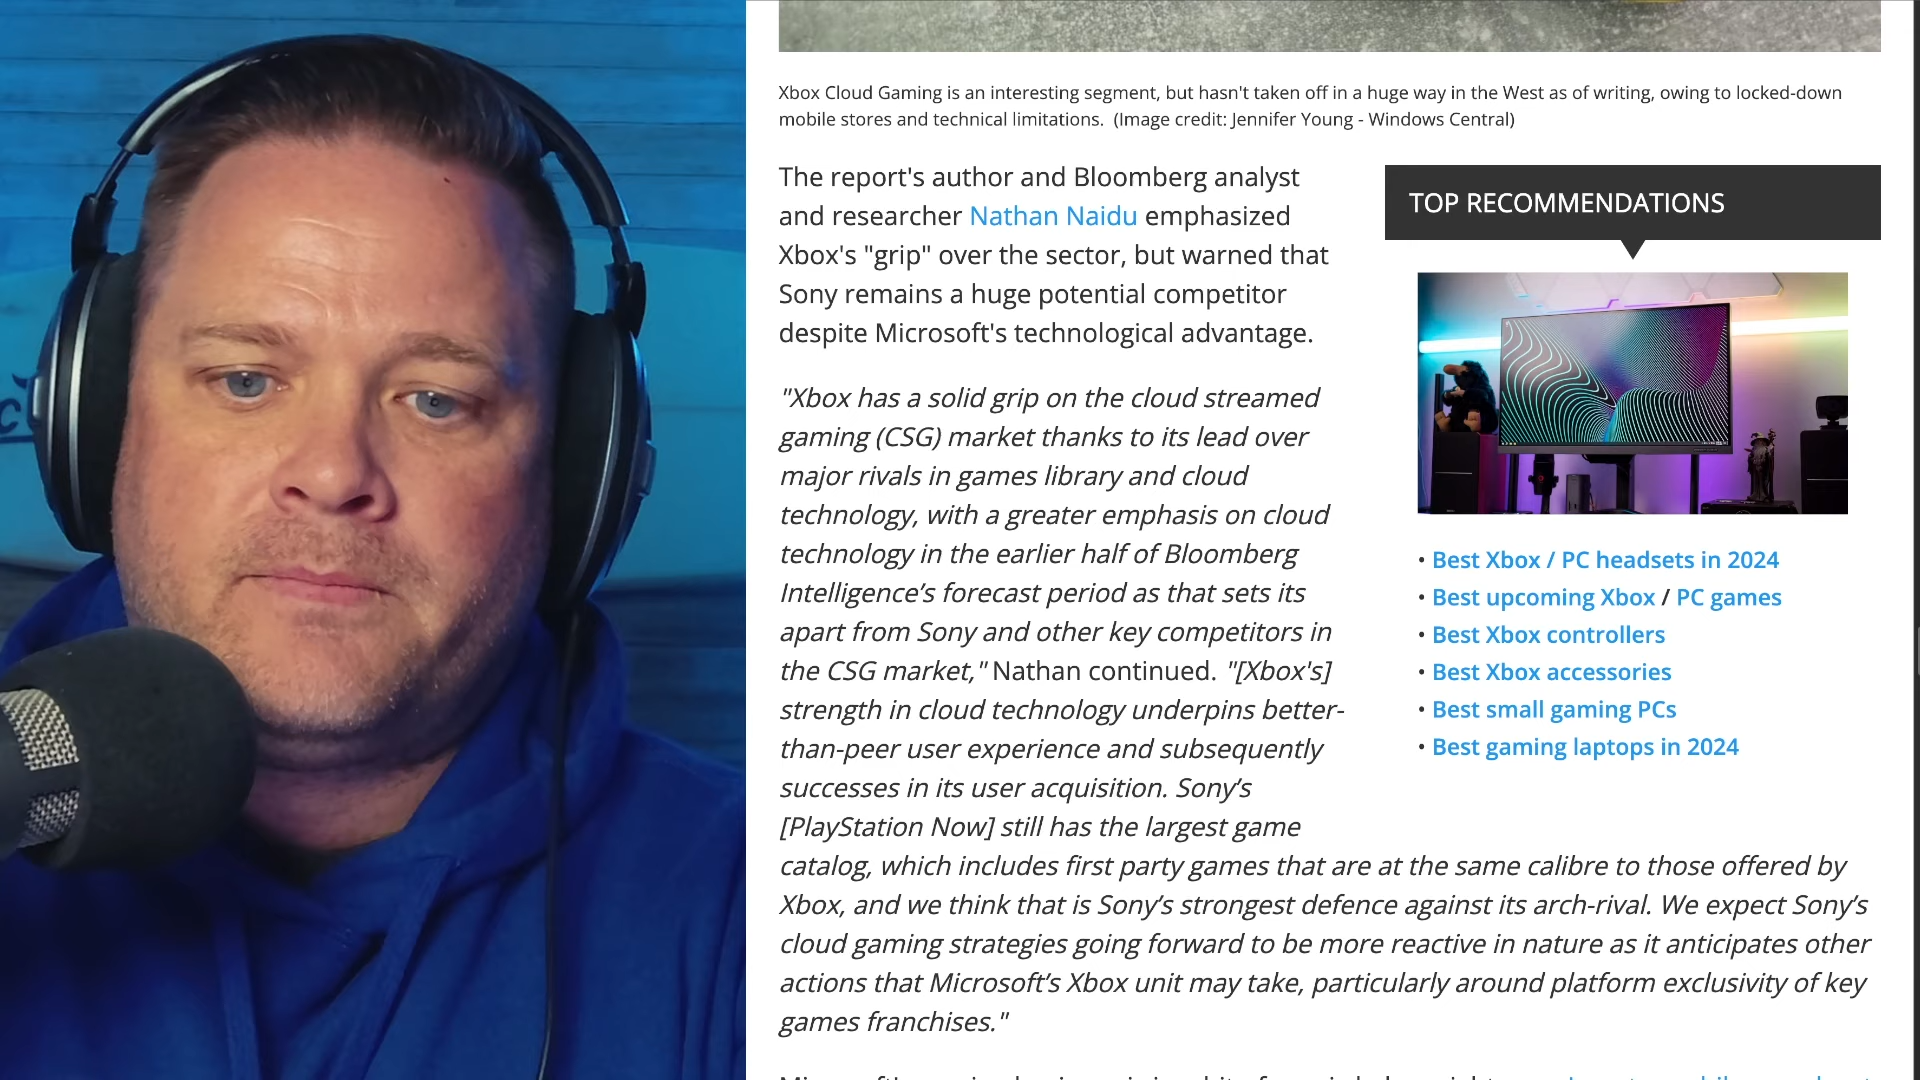 Xbox Cloud Gaming is an interesting segment, but hasn't taken off in a huge way in the West as of writing, owing to locked-down
mobile stores and technical limitations. (Image credit: Jennifer Young - Windows Central)
The report's author and Bloomberg analyst
and researcher Nathan Naidu emphasized
Xbox's "grip" over the sector, but warned that
Sony remains a huge potential competitor
despite Microsoft's technological advantage.
"Xbox has a solid grip on the cloud streamed
gaming (CSG) market thanks to its lead over
major rivals in games library and cloud
technology, with a greater emphasis on cloud
technology in the earlier half of Bloomberg
Intelligence’s forecast period as that sets its
apart from Sony and other key competitors in
the CSG market," Nathan continued. "[Xbox's]
strength in cloud technology underpins better-
than-peer user experience and subsequently
successes in its user acquisition. Sony’s
[PlayStation Now] still has the largest game
catalog, which includes first party games that are at the same calibre to those offered by
Xbox, and we think that is Sony’s strongest defence against its arch-rival. We expect Sony’s
cloud gaming strategies going forward to be more reactive in nature as it anticipates other
actions that Microsoft’s Xbox unit may take, particularly around platform exclusivity of key
games franchises."
TOP RECOMMENDATIONS
• Best Xbox / PC headsets in 2024
• Best upcoming Xbox / PC games
• Best Xbox controllers
• Best Xbox accessories
• Best small gaming PCs
• Best gaming laptops in 2024